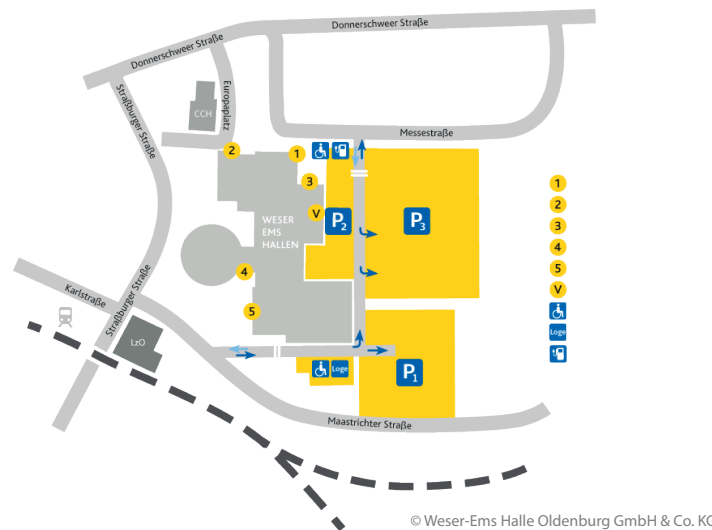 Donnerschweer Straße
Donnerschweer Straße
Straßburger Straße
Europaplatz
CCH
Messestraße
2
1
3
1
2
WESER
EMS
HALLEN
V
P2
P3
3
4
4
5
Karlstraße
Straßburger Straße
5
V
LzO
Loge
Loge
P1
Maastrichter Straße
© Weser-Ems Halle Oldenburg GmbH & Co. KG